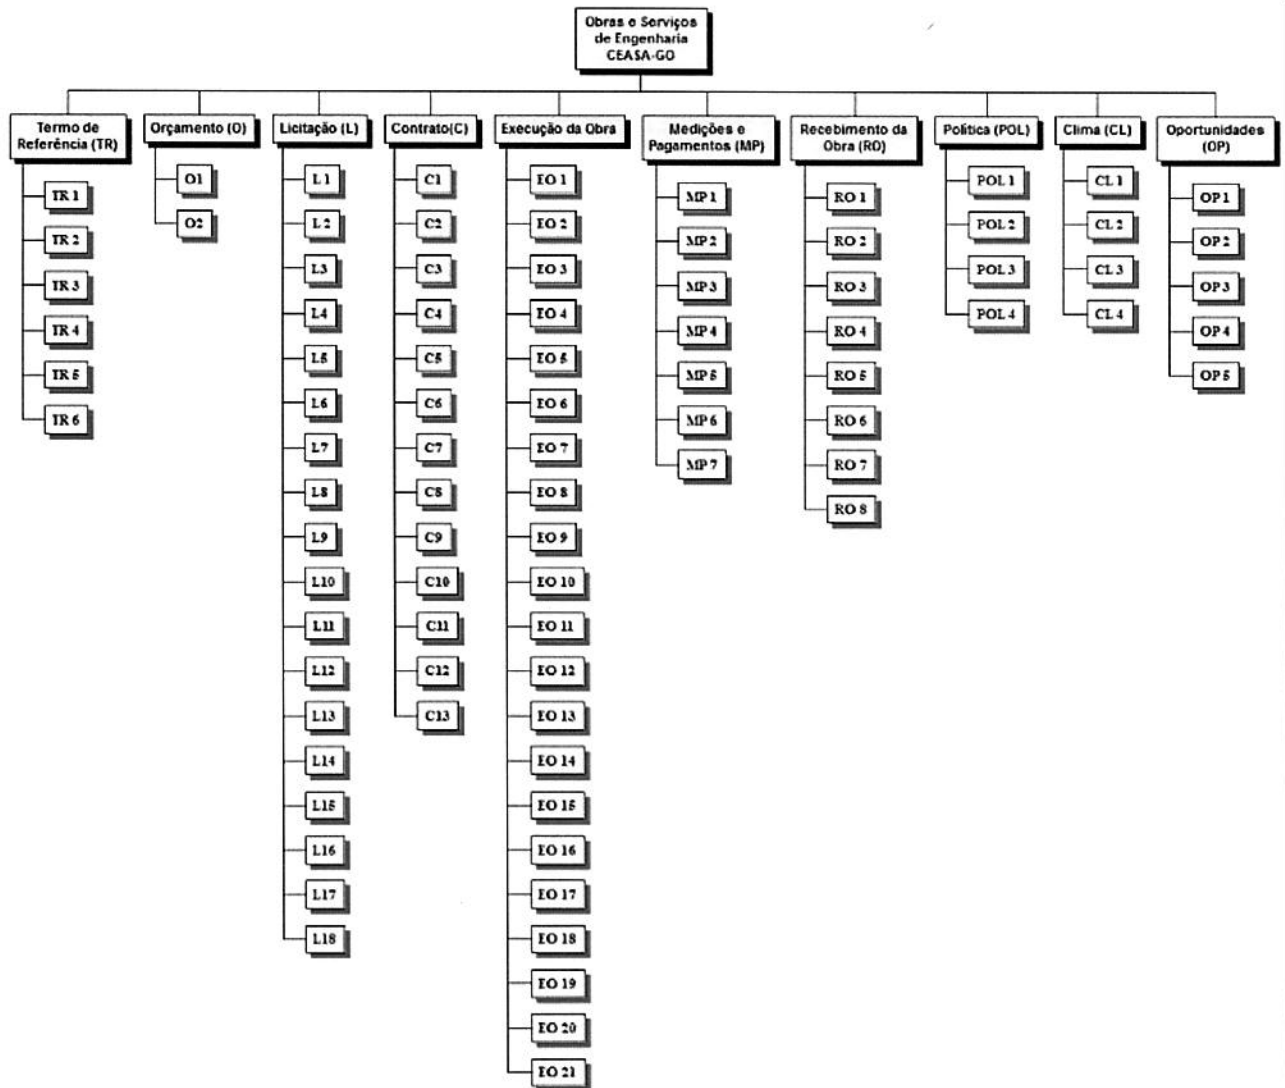 Obras e Serviços
de Engenharia
CEASA-GO
Termo de
Referência (TR)
TR 1
TR 2
TR 3
TR 4
TR 5
TR 6
Orçamento (O)
O1
O2
Licitação (L)
L 1
L 2
L3
L4
L5
L6
L7
L8
L9
L10
L11
L12
L13
L14
L15
L16
L17
L18
Contrato(C)
C1
C2
C3
C4
C5
C6
C7
C8
C9
C10
C11
C12
C13
Execução da Obra
EO 1
EO 2
EO 3
EO 4
EO 5
EO 6
EO 7
EO 8
EO 9
EO 10
EO 11
EO 12
EO 13
EO 14
EO 15
EO 16
EO 17
EO 18
EO 19
EO 20
EO 21
Medições e
Pagamentos (MP)
MP 1
MP 2
MP 3
MP 4
MP 5
MP 6
MP 7
Recebimento da
Obra (RO)
RO 1
RO 2
RO 3
RO 4
RO 5
RO 6
RO 7
RO 8
Política (POL)
POL 1
POL 2
POL 3
POL 4
Clima (CL)
CL 1
CL 2
CL 3
CL 4
Oportunidades
(OP)
OP 1
OP 2
OP 3
OP 4
OP 5